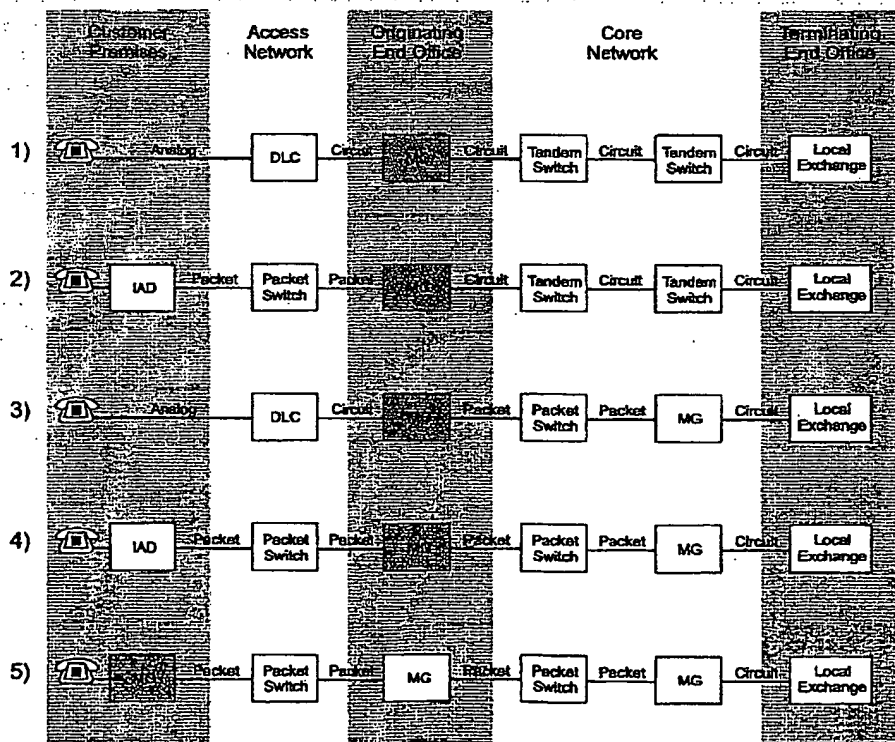 Customer Premises
Access Network
Originating End Office
Core Network
Terminating End Office
1)
Analog
DLC
Circuit
MG
Circuit
Tandem Switch
Circuit
Tandem Switch
Circuit
Local Exchange
2)
IAD
Packet
Packet Switch
Packet
Circuit
Tandem Switch
Circuit
Tandem Switch
Circuit
Local Exchange
3)
Analog
DLC
Circuit
Packet
Packet Switch
Packet
MG
Circuit
Local Exchange
4)
IAD
Packet
Packet Switch
Packet
Packet
Packet Switch
Packet
MG
Circuit
Local Exchange
5)
Packet
Packet Switch
Packet
MG
Packet
Packet Switch
Packet
MG
Circuit
Local Exchange